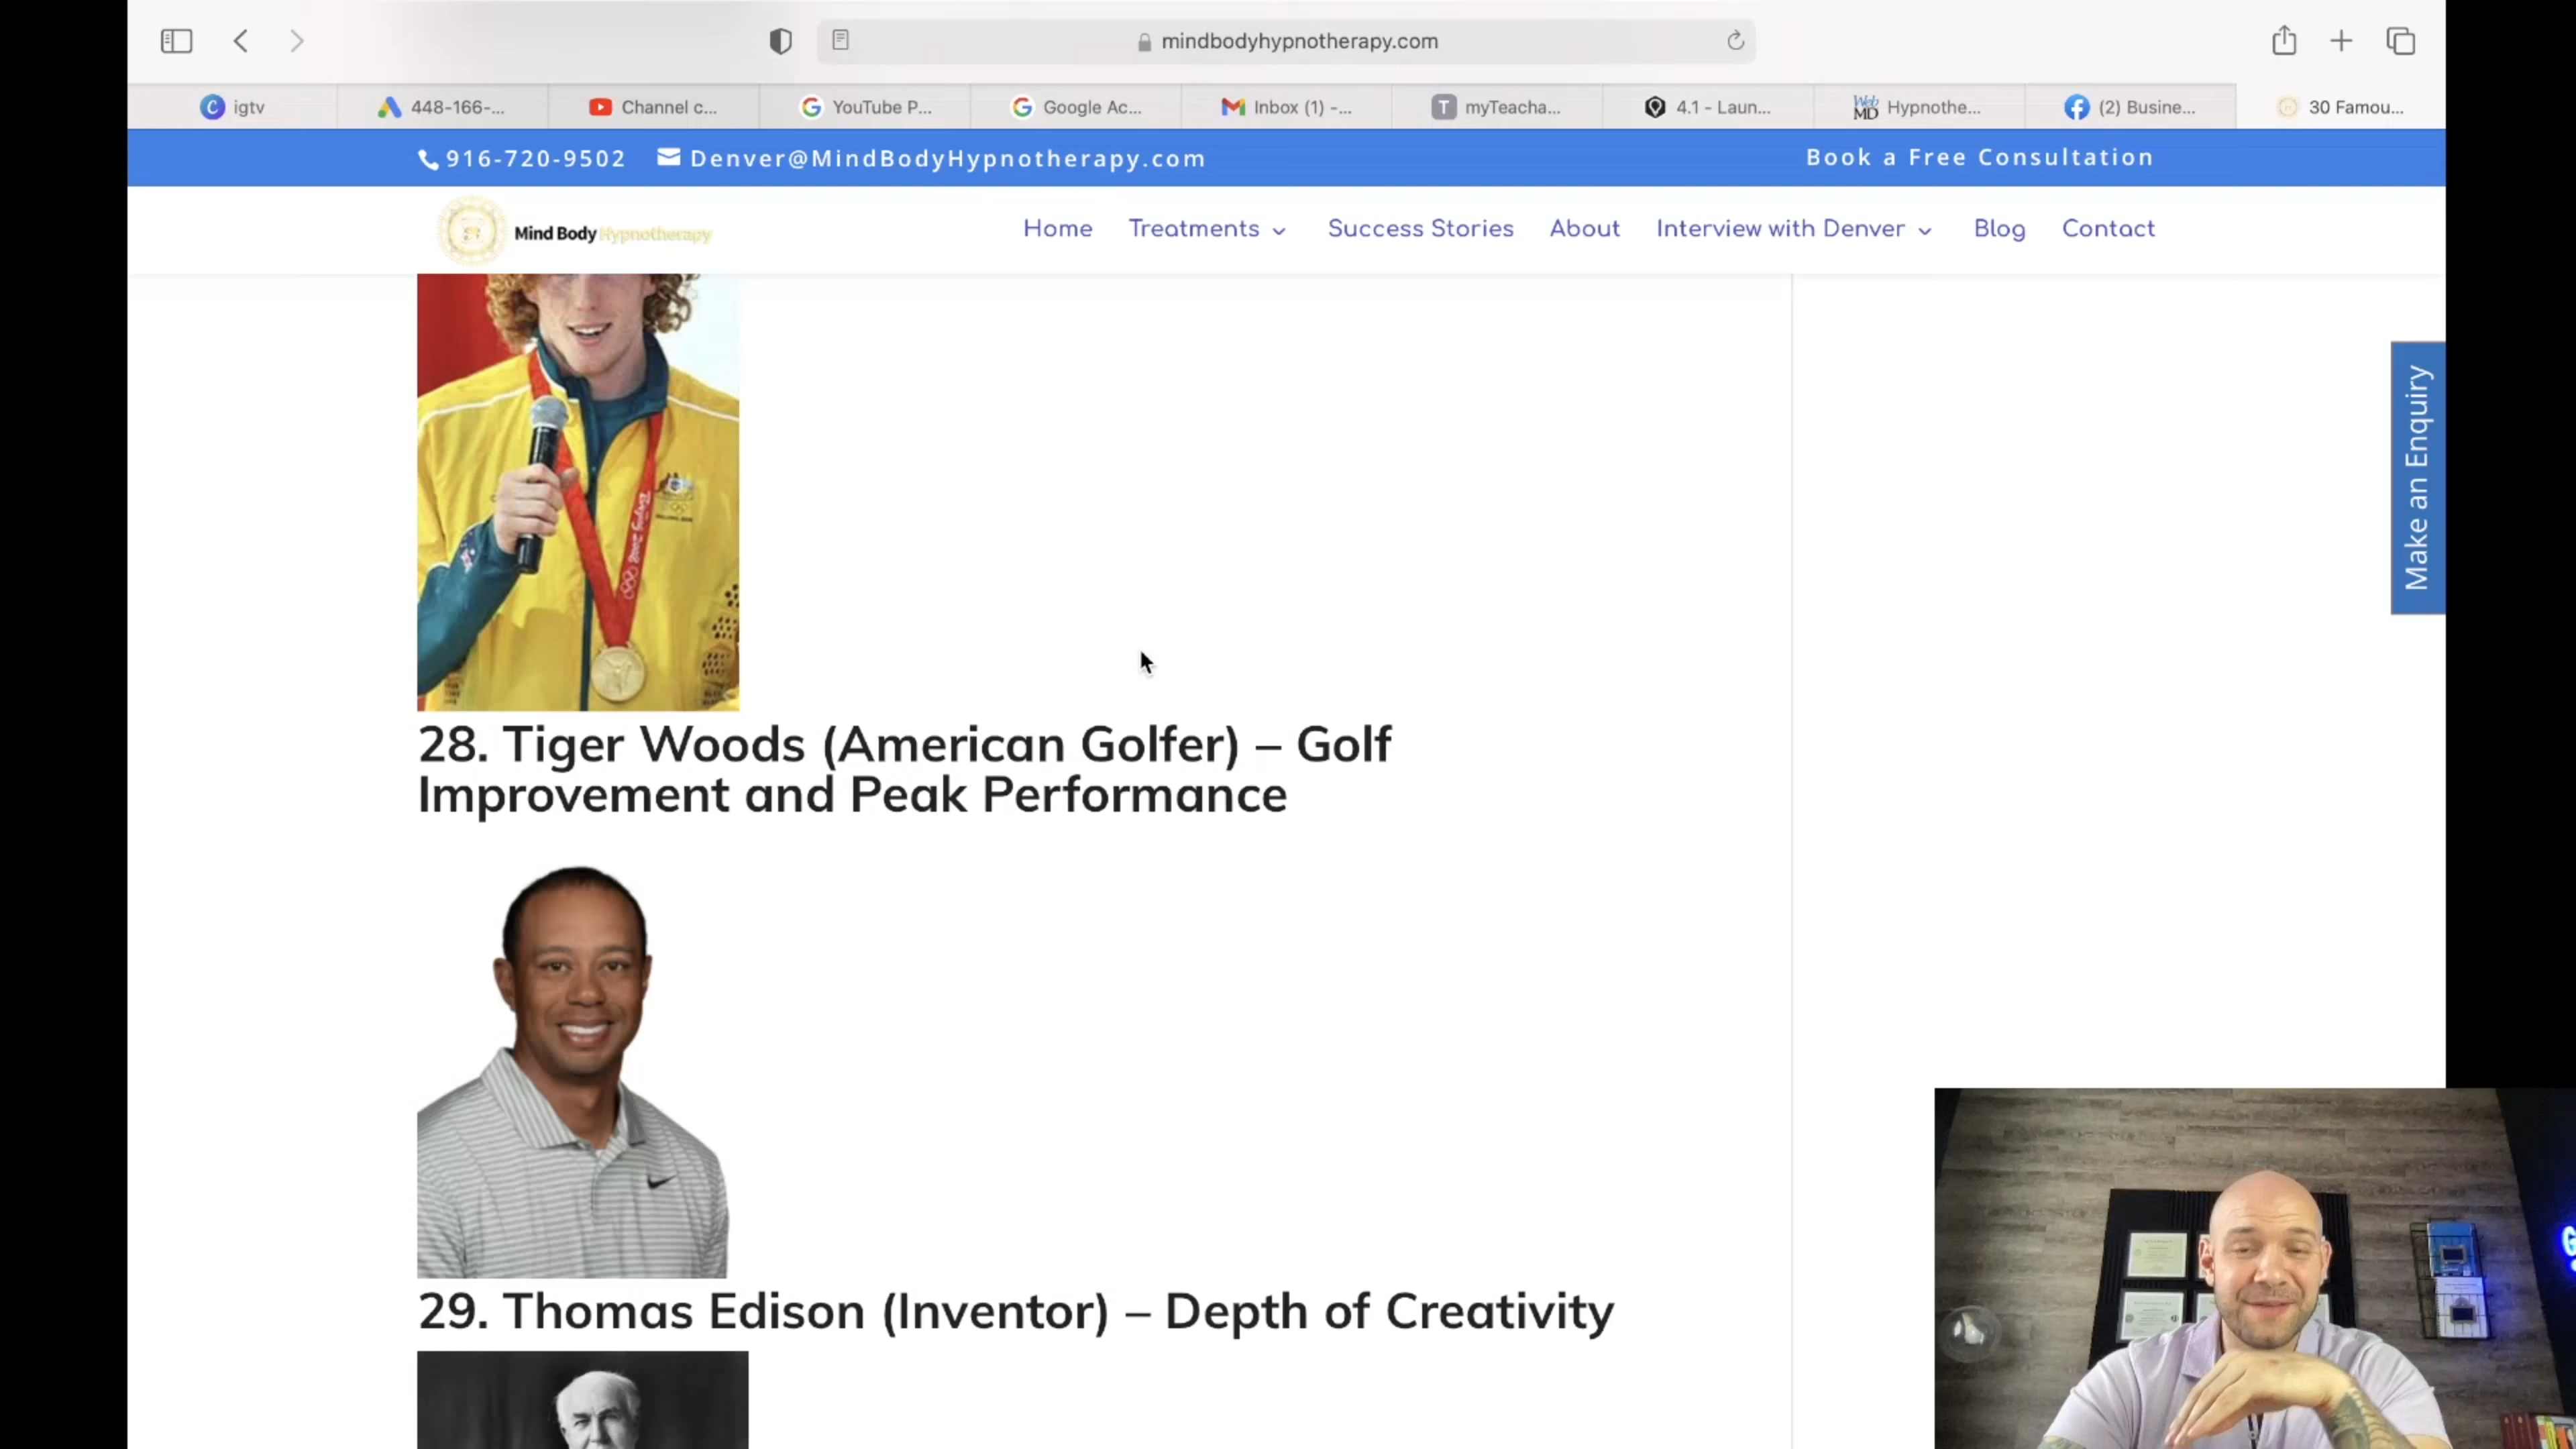 mindbodyhypnotherapy.com
igtv
448-166-...
Channel c...
YouTube P...
Google Ac...
Inbox (1) -...
T
myTeacha...
4.1 - Laun...
Web
MD
Hypnothe...
(2) Busine...
30 Famou...
916-720-9502
Denver@MindBodyHypnotherapy.com
Book a Free Consultation
Mind Body Hypnotherapy
Home
Treatments
Success Stories
About
Interview with Denver
Blog
Contact
Make an Enquiry
28. Tiger Woods (American Golfer) – Golf
Improvement and Peak Performance
29. Thomas Edison (Inventor) – Depth of Creativity